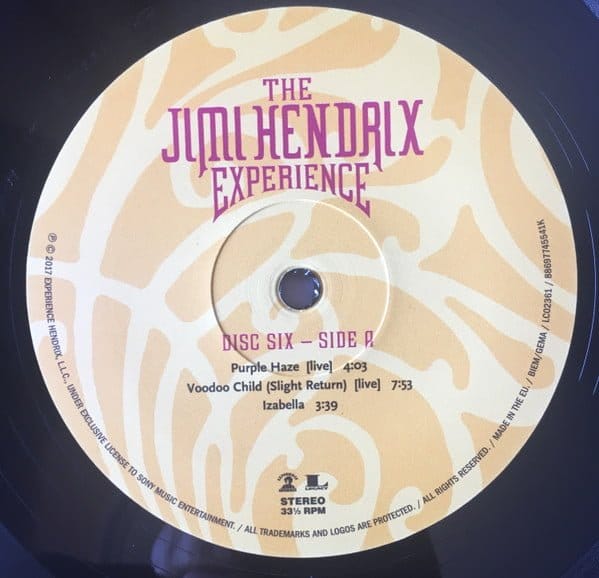 THE
JIMI HENDRIX
EXPERIENCE
DISC SIX – SIDE A
Purple Haze [live] 4:03
Voodoo Child (Slight Return) [live] 7:53
Izabella 3:39
LEGACY
STEREO
33⅓ RPM
℗ © 2017 EXPERIENCE HENDRIX, L.L.C., UNDER EXCLUSIVE LICENSE TO SONY MUSIC ENTERTAINMENT. / ALL TRADEMARKS AND LOGOS ARE PROTECTED. / ALL RIGHTS RESERVED. / MADE IN THE EU. / BIEM/GEMA / LC02361 / 88697745541K